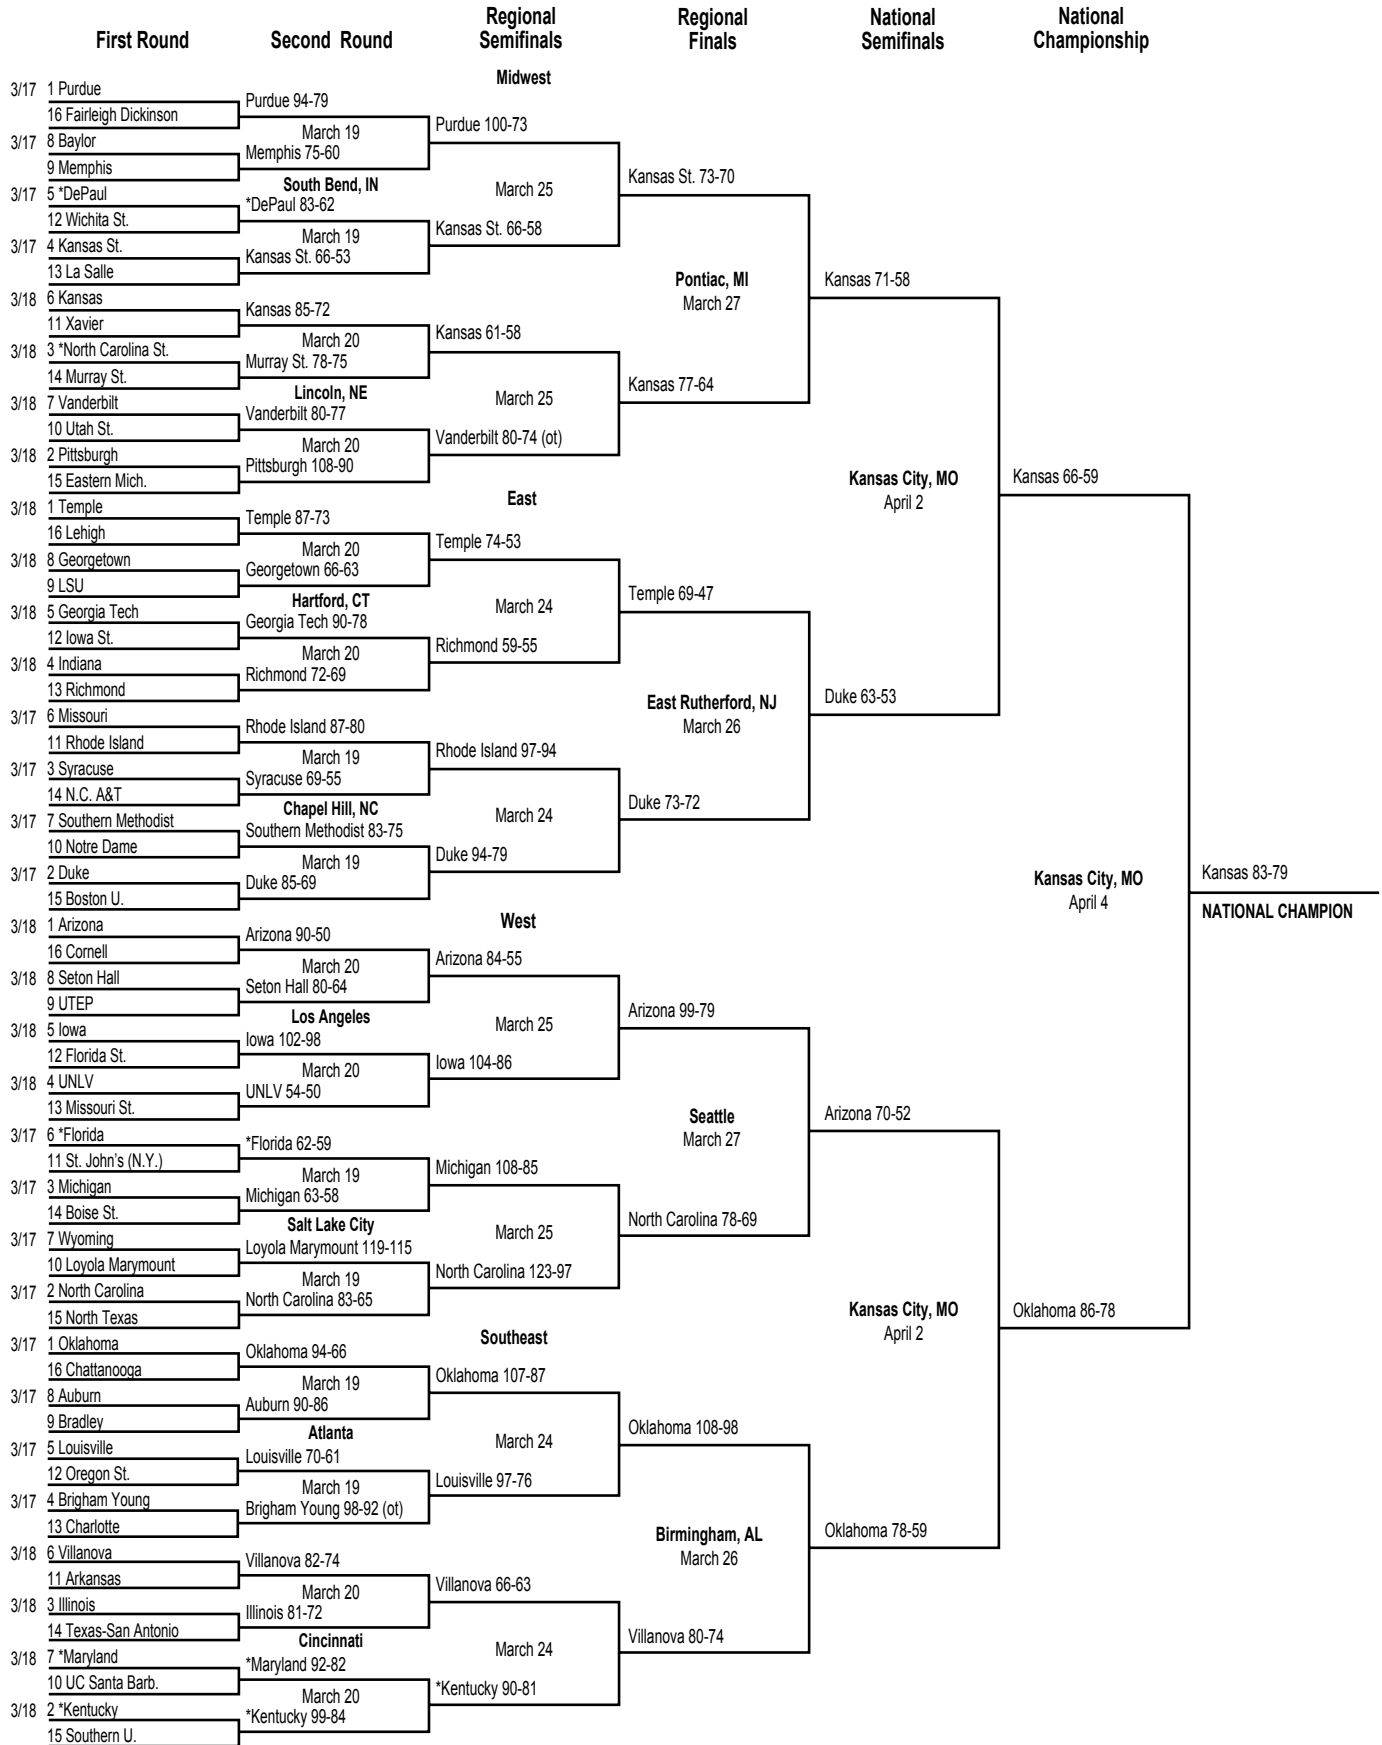 First Round
Second Round
Regional
Semifinals
Regional
Finals
National
Semifinals
National
Championship
Midwest
3/17 1 Purdue
16 Fairleigh Dickinson
3/17 8 Baylor
9 Memphis
3/17 5 *DePaul
12 Wichita St.
3/17 4 Kansas St.
13 La Salle
3/18 6 Kansas
11 Xavier
3/18 3 *North Carolina St.
14 Murray St.
3/18 7 Vanderbilt
10 Utah St.
3/18 2 Pittsburgh
15 Eastern Mich.
Purdue 94-79
March 19
Memphis 75-60
South Bend, IN
*DePaul 83-62
March 19
Kansas St. 66-53
Kansas 85-72
March 20
Murray St. 78-75
Lincoln, NE
Vanderbilt 80-77
March 20
Pittsburgh 108-90
Purdue 100-73
March 25
Kansas St. 66-58
Kansas 61-58
March 25
Vanderbilt 80-74 (ot)
Kansas St. 73-70
Pontiac, MI
March 27
Kansas 77-64
East
3/18 1 Temple
16 Lehigh
3/18 8 Georgetown
9 LSU
3/18 5 Georgia Tech
12 Iowa St.
3/18 4 Indiana
13 Richmond
3/17 6 Missouri
11 Rhode Island
3/17 3 Syracuse
14 N.C. A&T
3/17 7 Southern Methodist
10 Notre Dame
3/17 2 Duke
15 Boston U.
Temple 87-73
March 20
Georgetown 66-63
Hartford, CT
Georgia Tech 90-78
March 20
Richmond 72-69
Rhode Island 87-80
March 19
Syracuse 69-55
Chapel Hill, NC
Southern Methodist 83-75
March 19
Duke 85-69
Temple 74-53
March 24
Richmond 59-55
Rhode Island 97-94
March 24
Duke 94-79
Temple 69-47
East Rutherford, NJ
March 26
Duke 73-72
West
3/18 1 Arizona
16 Cornell
3/18 8 Seton Hall
9 UTEP
3/18 5 Iowa
12 Florida St.
3/18 4 UNLV
13 Missouri St.
3/17 6 *Florida
11 St. John's (N.Y.)
3/17 3 Michigan
14 Boise St.
3/17 7 Wyoming
10 Loyola Marymount
3/17 2 North Carolina
15 North Texas
Arizona 90-50
March 20
Seton Hall 80-64
Los Angeles
Iowa 102-98
March 20
UNLV 54-50
*Florida 62-59
March 19
Michigan 63-58
Salt Lake City
Loyola Marymount 119-115
March 19
North Carolina 83-65
Arizona 84-55
March 25
Iowa 104-86
Michigan 108-85
March 25
North Carolina 123-97
Arizona 99-79
Seattle
March 27
North Carolina 78-69
Southeast
3/17 1 Oklahoma
16 Chattanooga
3/17 8 Auburn
9 Bradley
3/17 5 Louisville
12 Oregon St.
3/17 4 Brigham Young
13 Charlotte
3/18 6 Villanova
11 Arkansas
3/18 3 Illinois
14 Texas-San Antonio
3/18 7 *Maryland
10 UC Santa Barb.
3/18 2 *Kentucky
15 Southern U.
Oklahoma 94-66
March 19
Auburn 90-86
Atlanta
Louisville 70-61
March 19
Brigham Young 98-92 (ot)
Villanova 82-74
March 20
Illinois 81-72
Cincinnati
*Maryland 92-82
March 20
*Kentucky 99-84
Oklahoma 107-87
March 24
Louisville 97-76
Villanova 66-63
March 24
*Kentucky 90-81
Oklahoma 108-98
Birmingham, AL
March 26
Villanova 80-74
Kansas 71-58
Kansas City, MO
April 2
Duke 63-53
Arizona 70-52
Kansas City, MO
April 2
Oklahoma 78-59
Kansas 66-59
Kansas City, MO
April 4
Oklahoma 86-78
Kansas 83-79
NATIONAL CHAMPION